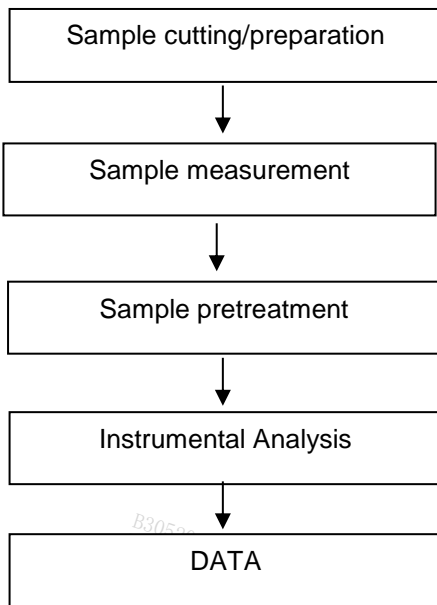 Sample cutting/preparation
Sample measurement
Sample pretreatment
Instrumental Analysis
DATA